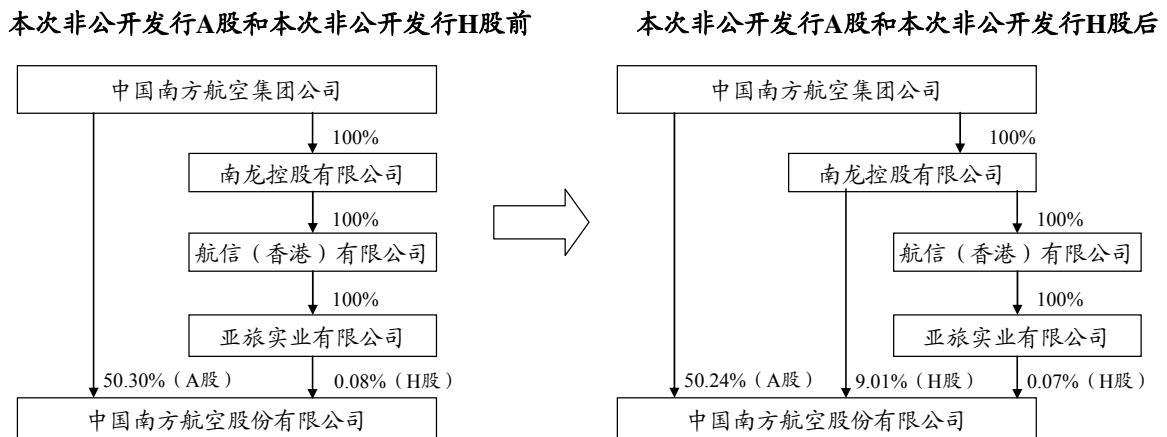 本次非公开发行A股和本次非公开发行H股前
中国南方航空集团公司
100%
南龙控股有限公司
100%
航信（香港）有限公司
100%
亚旅实业有限公司
50.30%（A股）
0.08%（H股）
中国南方航空股份有限公司
本次非公开发行A股和本次非公开发行H股后
中国南方航空集团公司
100%
南龙控股有限公司
100%
航信（香港）有限公司
100%
亚旅实业有限公司
50.24%（A股）
9.01%（H股）
0.07%（H股）
中国南方航空股份有限公司